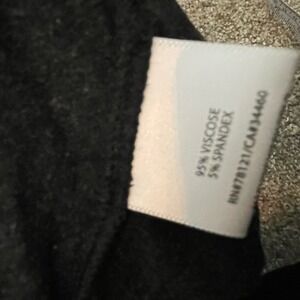 95% VISCOSE
5% SPANDEX
RN#78121/CA#34460